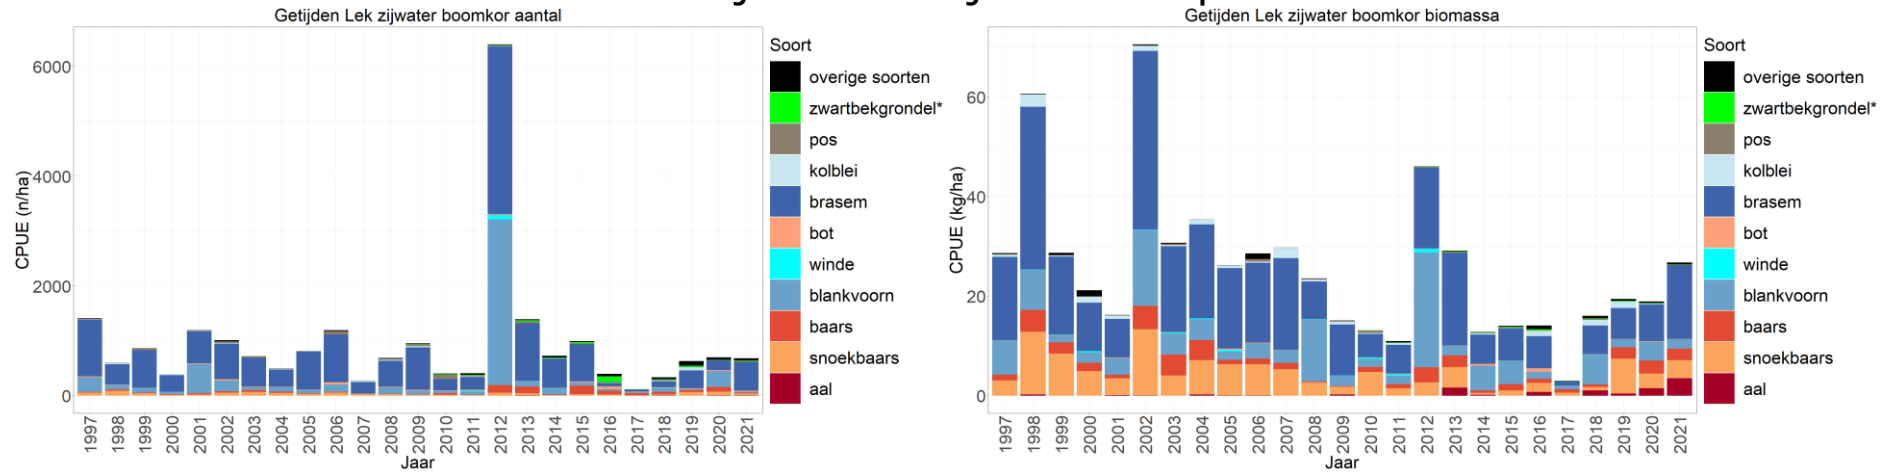 Getijden Lek zijwater boomkor aantal
CPUE (n/ha)
6000
4000
2000
0
1997 1998 1999 2000 2001 2002 2003 2004 2005 2006 2007 2008 2009 2010 2011 2012 2013 2014 2015 2016 2017 2018 2019 2020 2021
Jaar
Soort
overige soorten
zwartbekgrondel*
pos
kolblei
brasem
bot
winde
blankvoorn
baars
snoekbaars
aal
Getijden Lek zijwater boomkor biomassa
CPUE (kg/ha)
60
40
20
0
1997 1998 1999 2000 2001 2002 2003 2004 2005 2006 2007 2008 2009 2010 2011 2012 2013 2014 2015 2016 2017 2018 2019 2020 2021
Jaar
Soort
overige soorten
zwartbekgrondel*
pos
kolblei
brasem
bot
winde
blankvoorn
baars
snoekbaars
aal